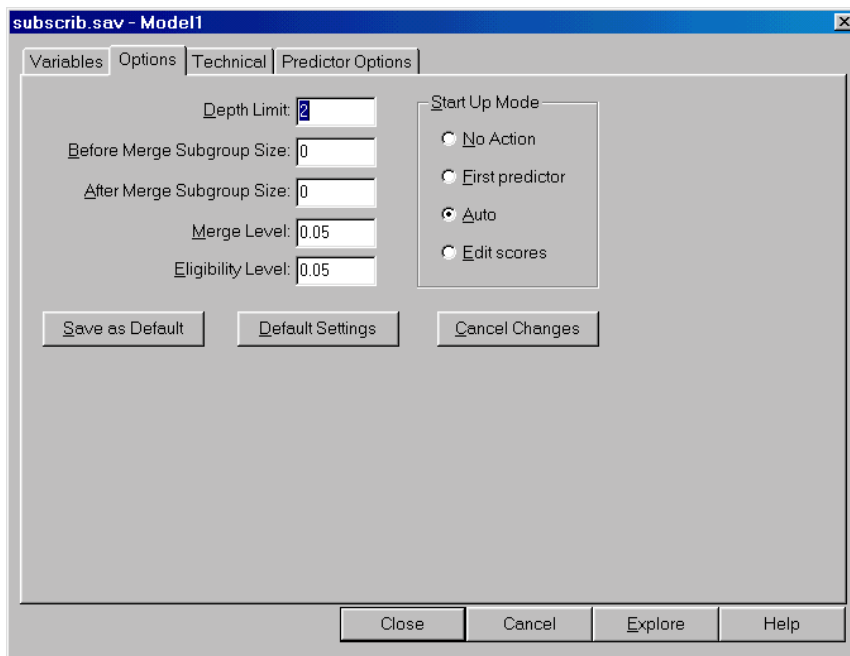 subscrib.sav - Model1
Variables
Options
Technical
Predictor Options
Depth Limit: 2
Before Merge Subgroup Size: 0
After Merge Subgroup Size: 0
Merge Level: 0.05
Eligibility Level: 0.05
Start Up Mode
No Action
First predictor
Auto
Edit scores
Save as Default
Default Settings
Cancel Changes
Close
Cancel
Explore
Help